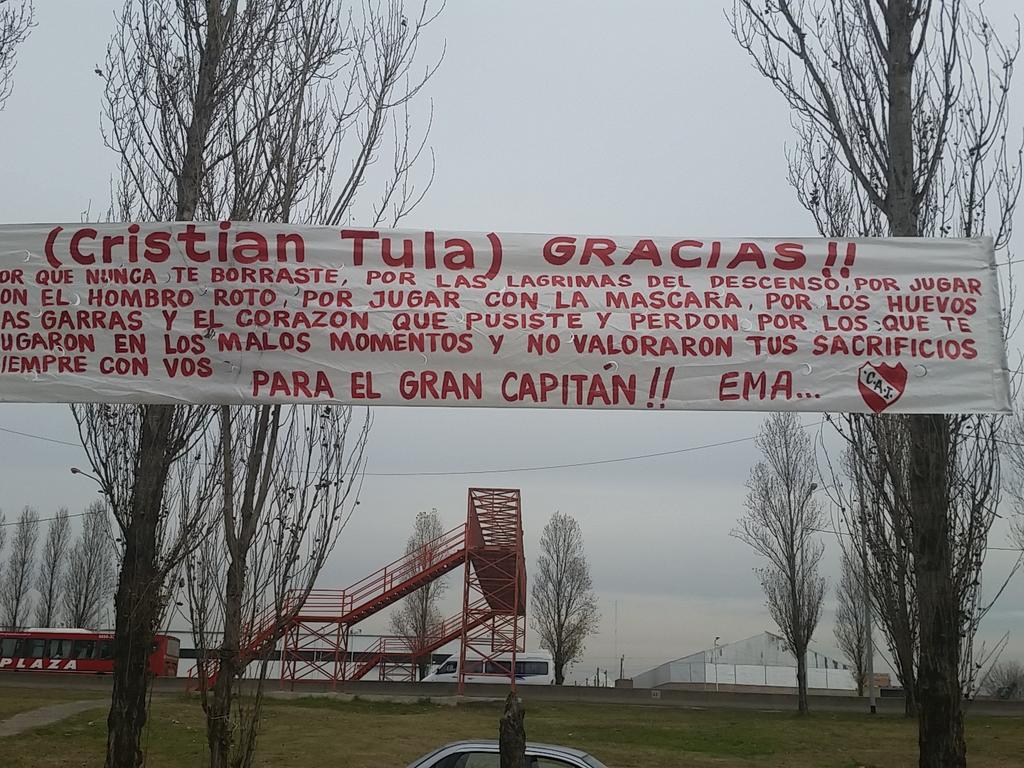 (Cristian Tula) GRACIAS!!
OR QUE NUNCA TE BORRASTE, POR LAS LAGRIMAS DEL DESCENSO, POR JUGAR
ON EL HOMBRO ROTO, POR JUGAR CON LA MASCARA, POR LOS HUEVOS
AS GARRAS Y EL CORAZON QUE PUSISTE Y PERDON POR LOS QUE TE
UGARON EN LOS MALOS MOMENTOS Y NO VALORARON TUS SACRIFICIOS
IEMPRE CON VOS PARA EL GRAN CAPITÁN!! EMA...
C.A.I.
PLAZA